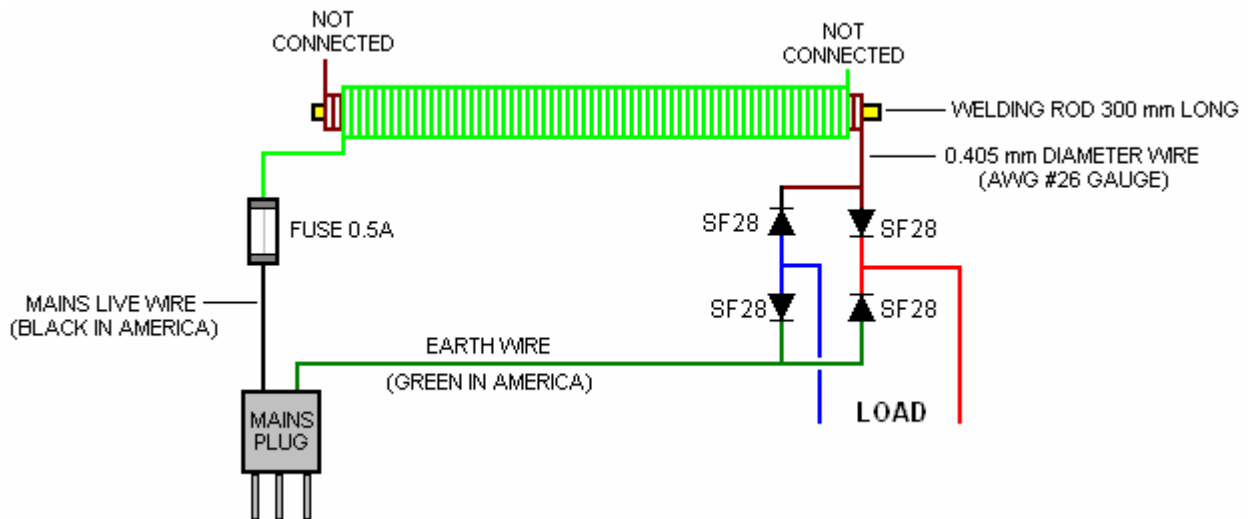 NOT
CONNECTED
NOT
CONNECTED
WELDING ROD 300 mm LONG
0.405 mm DIAMETER WIRE
(AWG #26 GAUGE)
SF28
SF28
FUSE 0.5A
MAINS LIVE WIRE
(BLACK IN AMERICA)
SF28
SF28
EARTH WIRE
(GREEN IN AMERICA)
LOAD
MAINS
PLUG